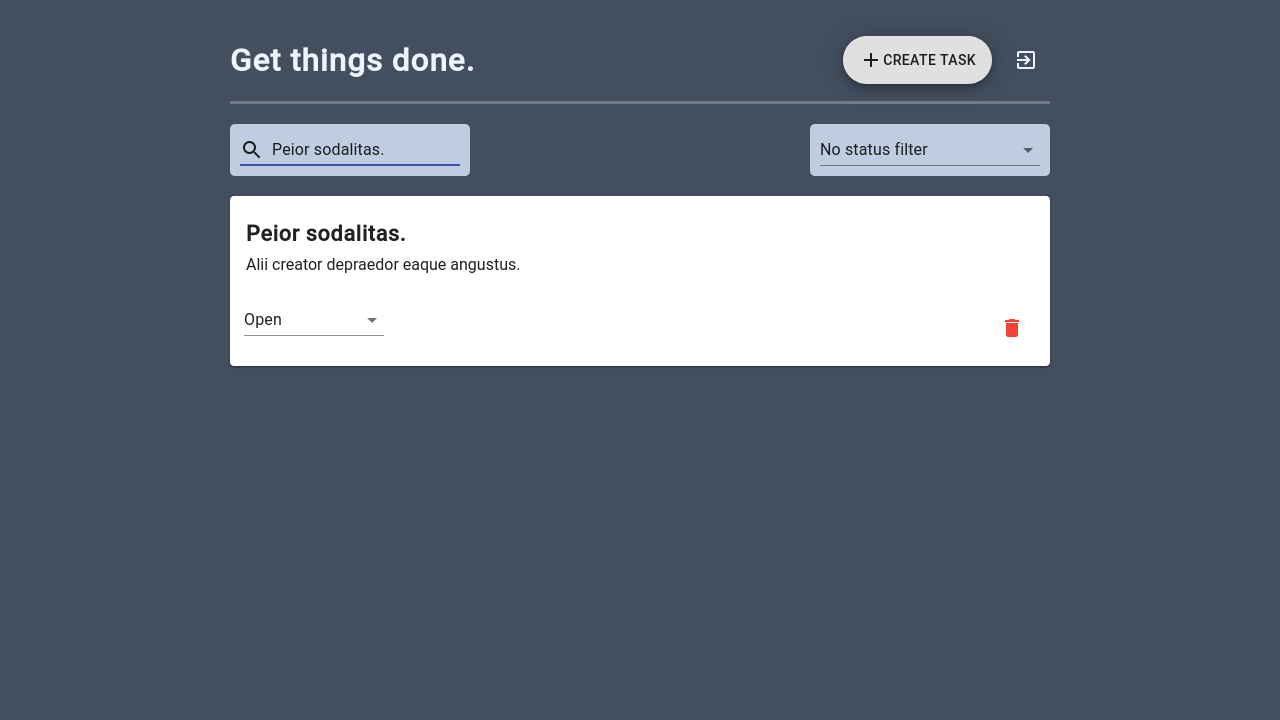 Get things done.
CREATE TASK
Peior sodalitas.
No status filter
Peior sodalitas.
Alii creator depraedor eaque angustus.
Open